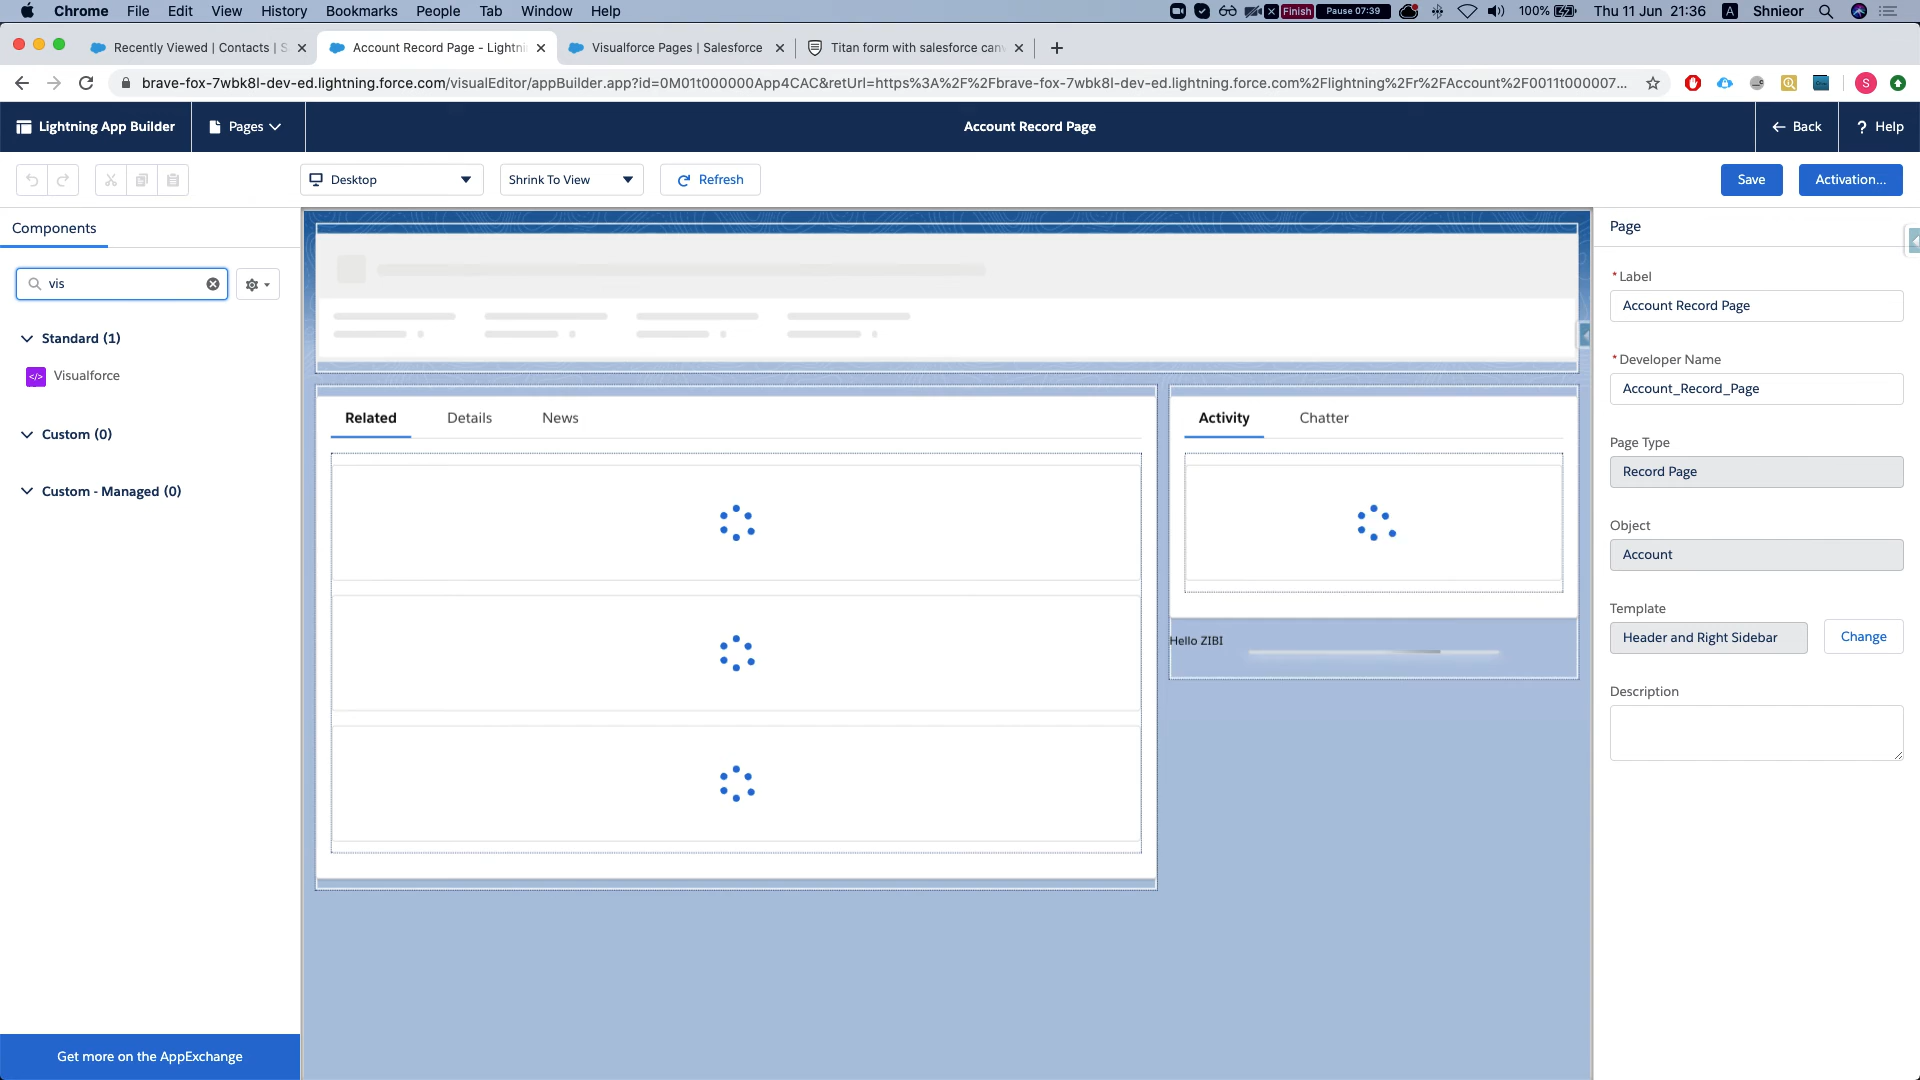 Chrome File Edit View History Bookmarks People Tab Window Help
Finish Pause 07:39 100% Thu 11 Jun 21:36 A Shnieor
Recently Viewed | Contacts | S
Account Record Page - Lightni
Visualforce Pages | Salesforce
Titan form with salesforce can
brave-fox-7wbk8l-dev-ed.lightning.force.com/visualEditor/appBuilder.app?id=0M01t000000App4CAC&retUrl=https%3A%2F%2Fbrave-fox-7wbk8l-dev-ed.lightning.force.com%2Flightning%2Fr%2FAccount%2F0011t000007...
S
Lightning App Builder
Pages
Account Record Page
Back
? Help
Desktop
Shrink To View
Refresh
Save
Activation...
Components
vis
Standard (1)
Visualforce
Custom (0)
Custom - Managed (0)
Get more on the AppExchange
Related Details News
Activity Chatter
Hello ZIBI
Page
*Label
Account Record Page
*Developer Name
Account_Record_Page
Page Type
Record Page
Object
Account
Template
Header and Right Sidebar
Change
Description